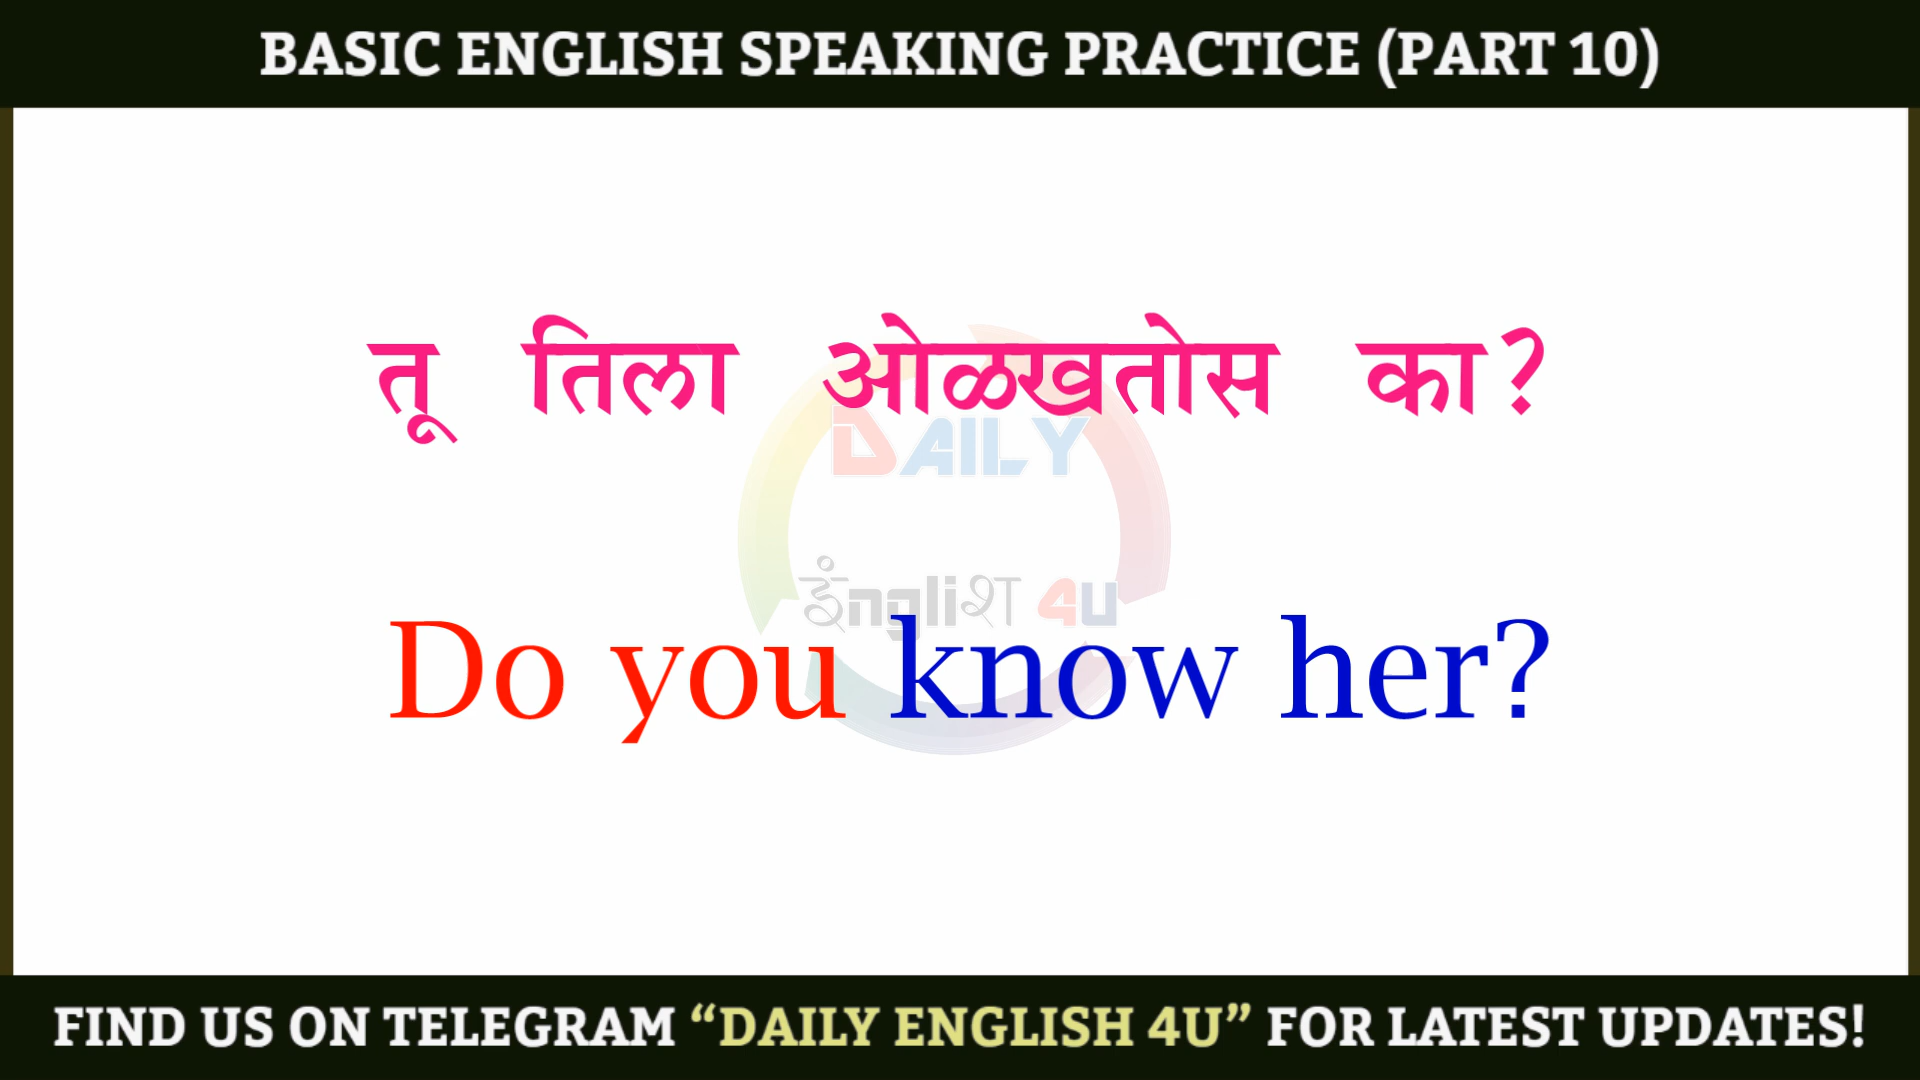 BASIC ENGLISH SPEAKING PRACTICE (PART 10)
तू तिला ओळखतोस का?
DAILY
इंngliश 4U
Do you know her?
FIND US ON TELEGRAM “DAILY ENGLISH 4U” FOR LATEST UPDATES!